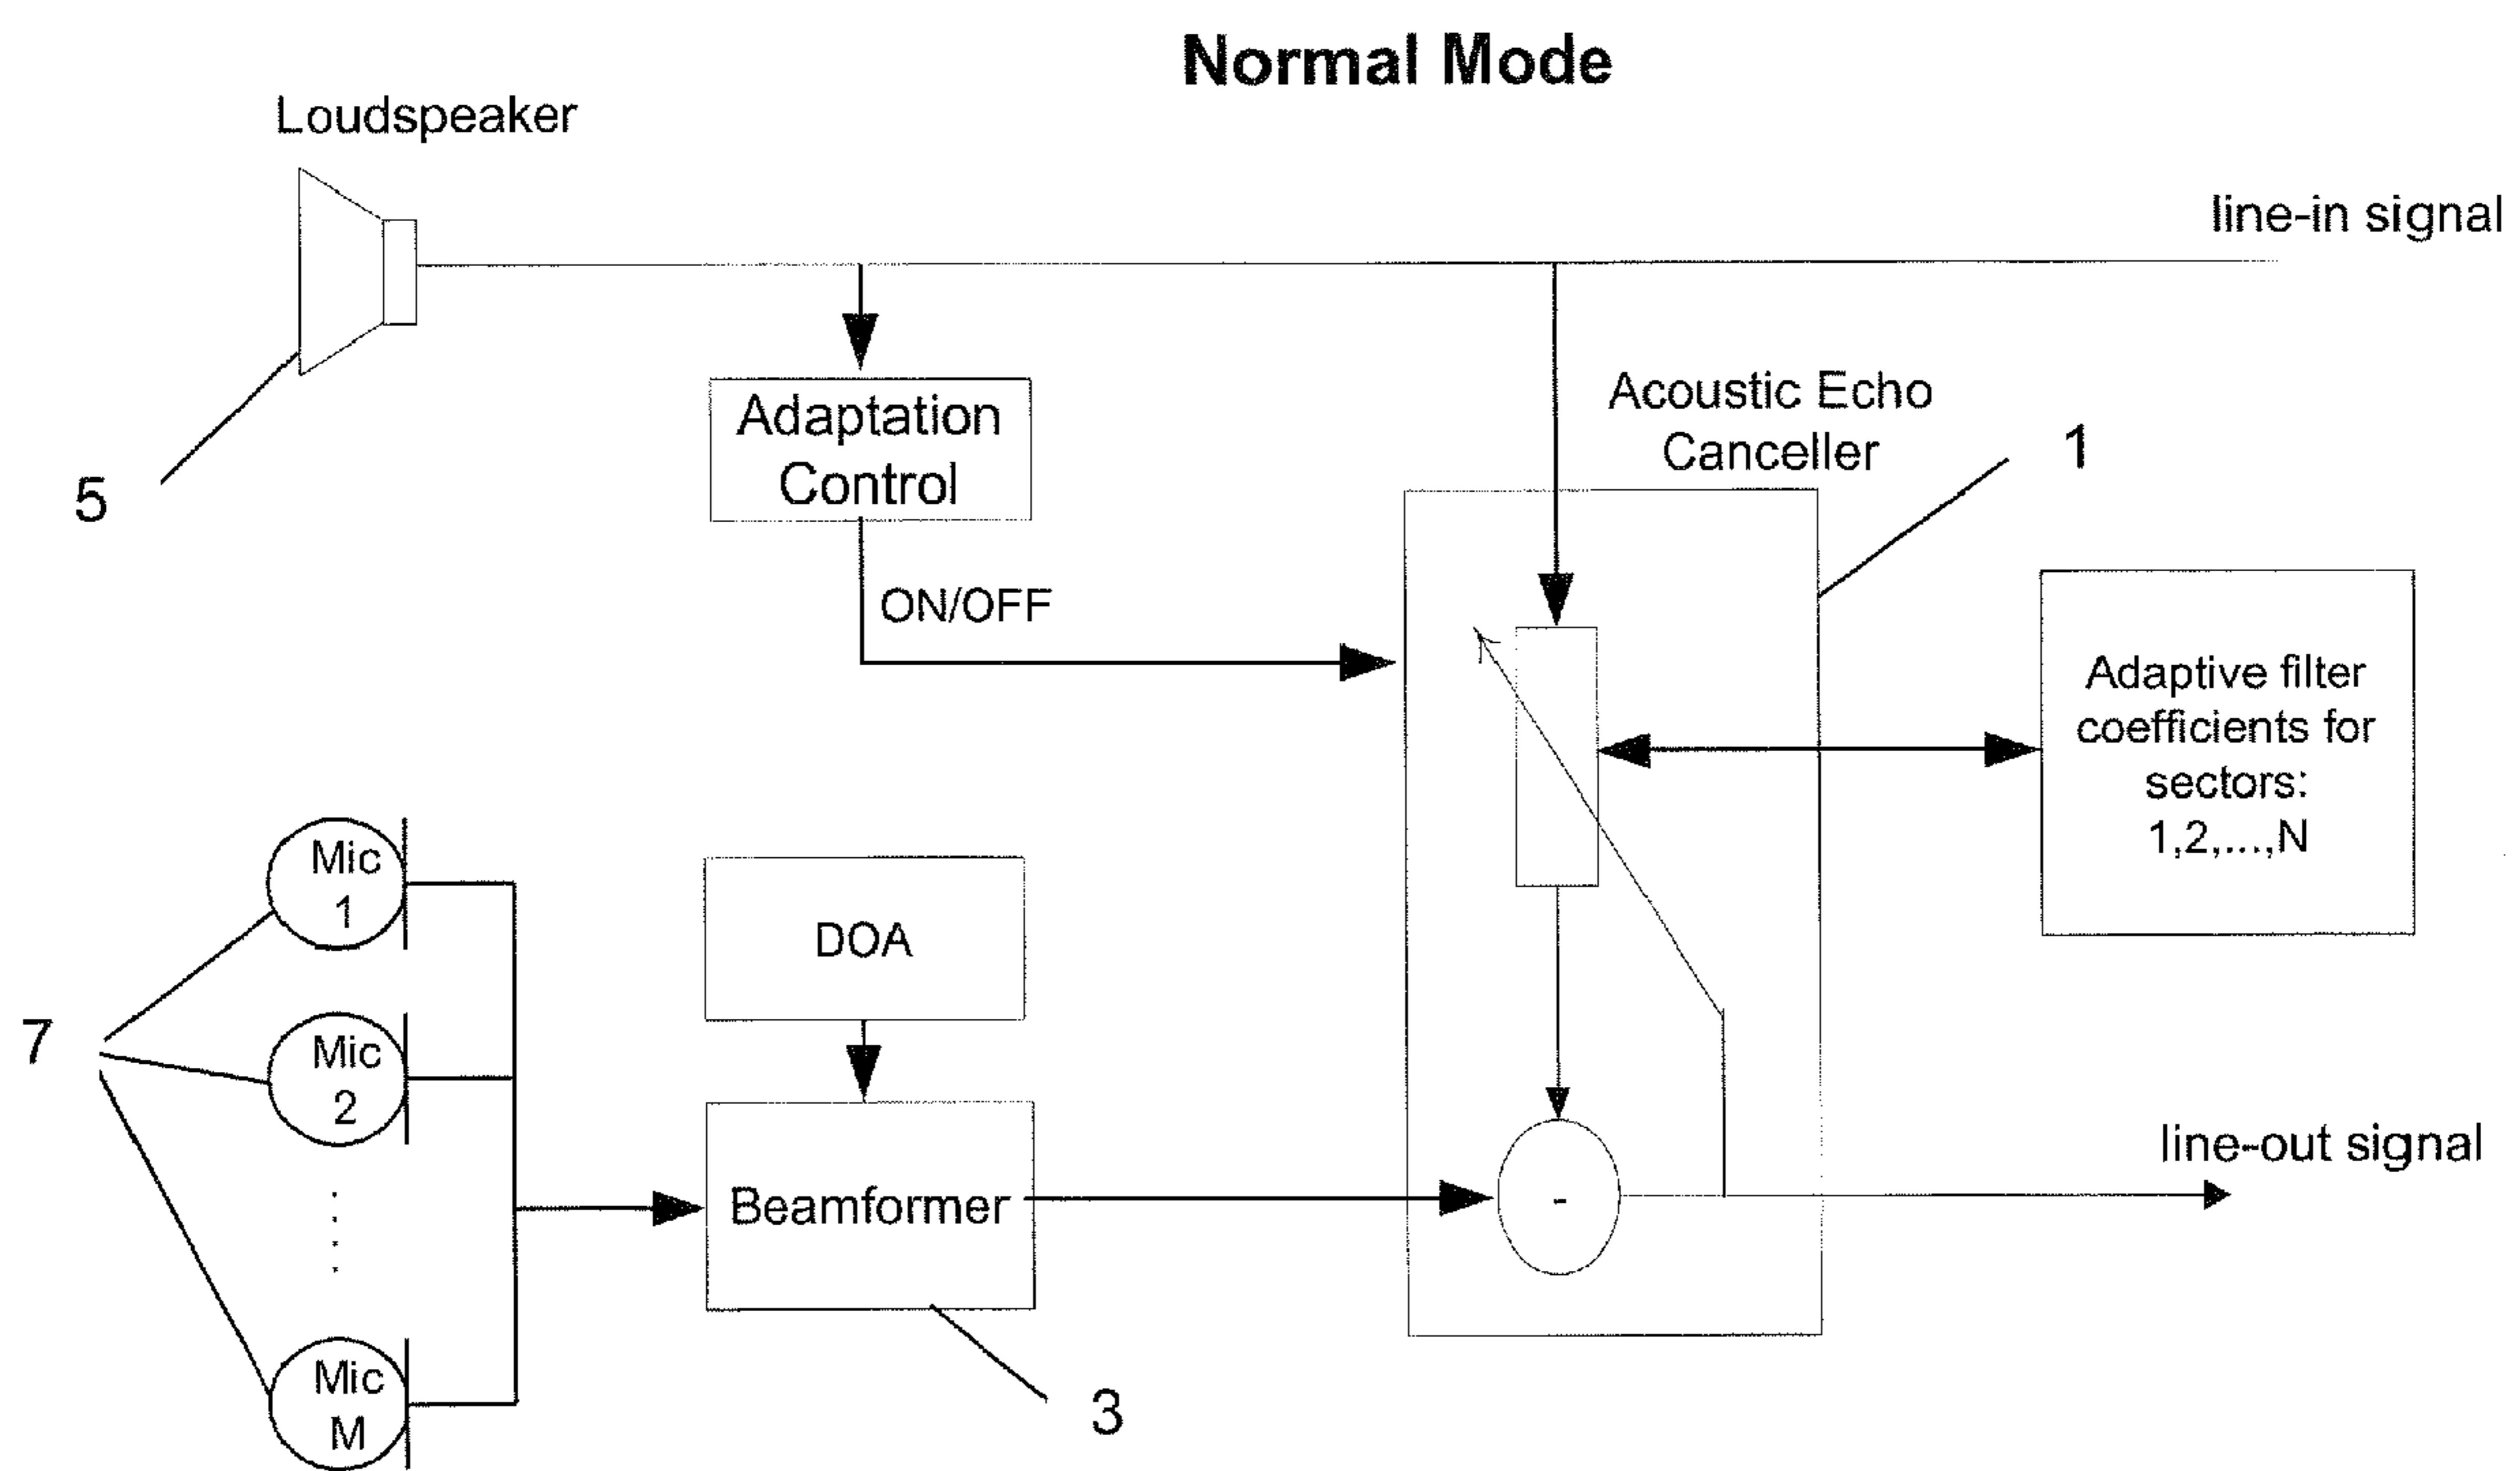 Normal Mode
Loudspeaker
line-in signal
Adaptation
Control
Acoustic Echo
Canceller
1
5
ON/OFF
Adaptive filter
coefficients for
sectors:
1,2,...,N
Mic
1
DOA
7
Mic
2
line-out signal
Beamformer
-
Mic
M
3